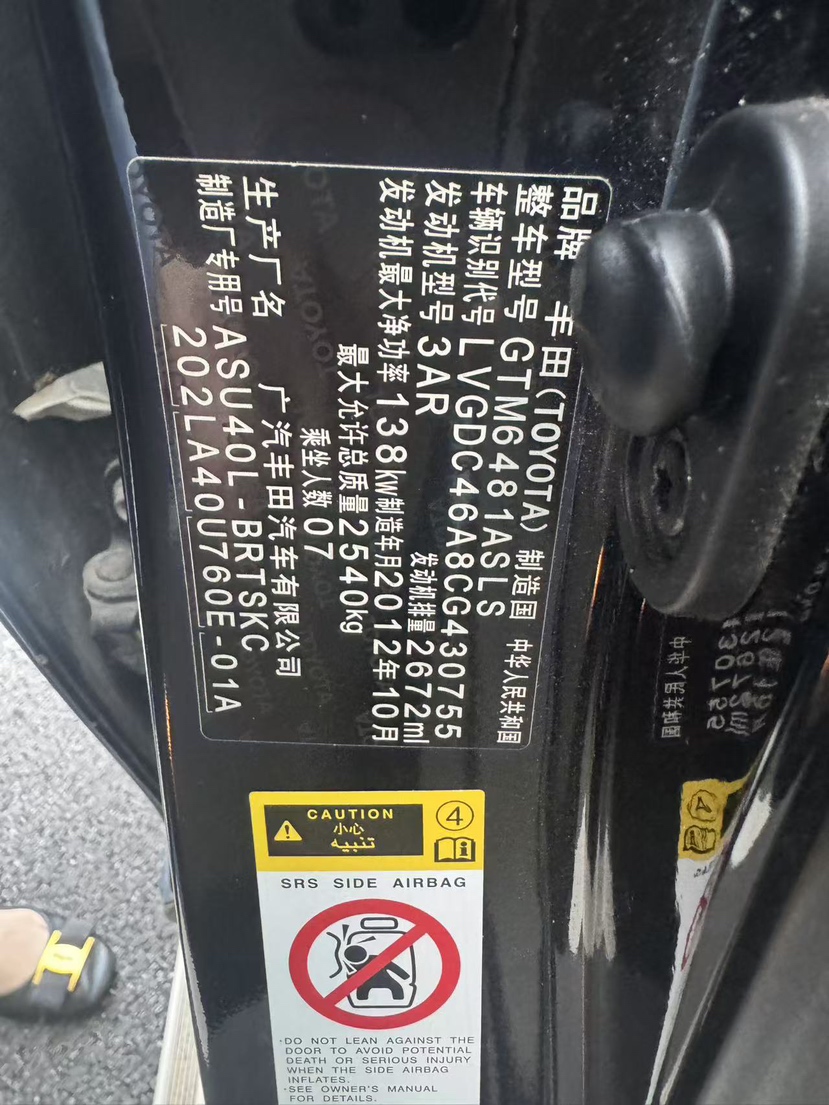 品牌 丰田(TOYOTA) 制造国 中华人民共和国
整车型号 GTM6481ASLS
车辆识别代号 LVGDC46A8CG430755
发动机型号 3AR 发动机排量 2672ml
发动机最大净功率 138kw 制造年月 2012年10月
最大允许总质量 2540kg
乘坐人数 07
生产厂名 广汽丰田汽车有限公司
制造厂专用号 ASU40L-BRTSKC
202LA40U760E-01A
CAUTION
小心
تنبيه
4
SRS SIDE AIRBAG
·DO NOT LEAN AGAINST THE
DOOR TO AVOID POTENTIAL
DEATH OR SERIOUS INJURY
WHEN THE SIDE AIRBAG
INFLATES.
·SEE OWNER'S MANUAL
FOR DETAILS.